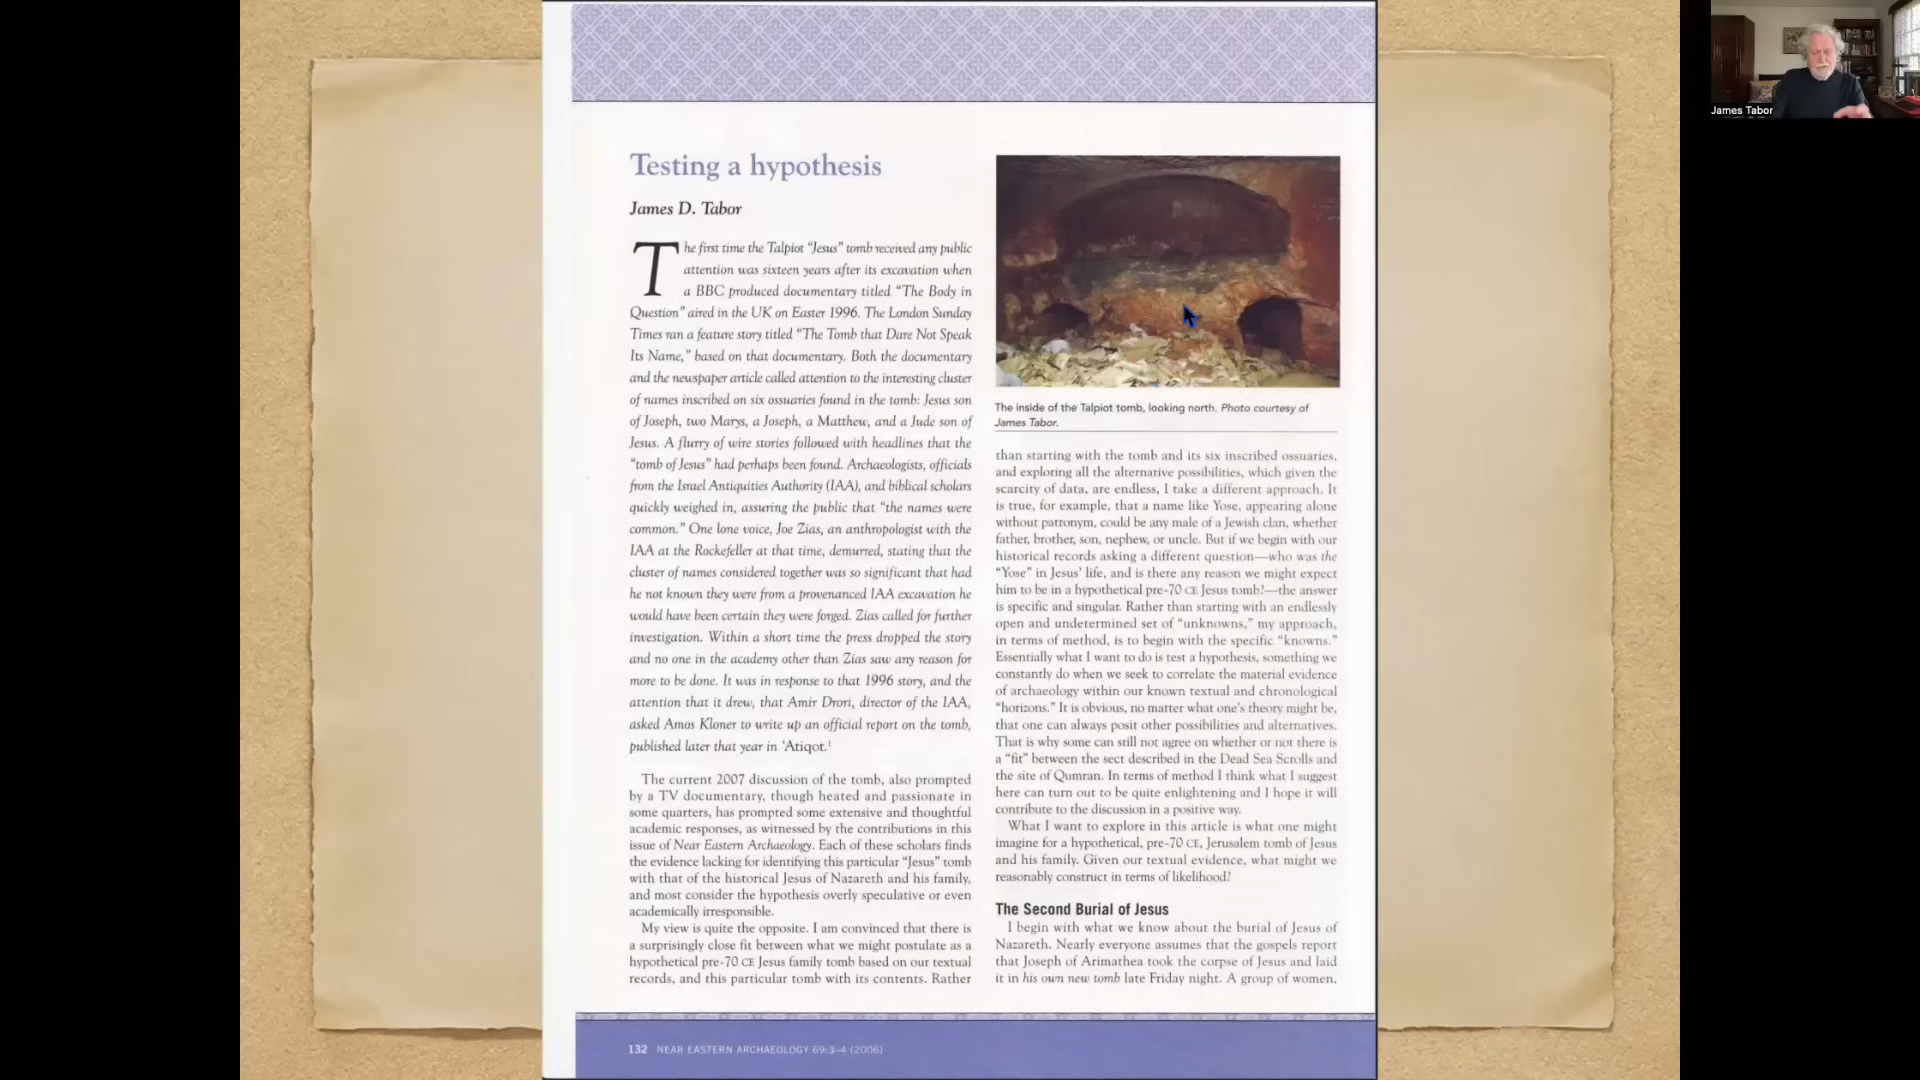 Testing a hypothesis
James D. Tabor
The first time the Talpiot “Jesus” tomb received any public
attention was sixteen years after its excavation when
a BBC produced documentary titled “The Body in
Question” aired in the UK on Easter 1996. The London Sunday
Times ran a feature story titled “The Tomb that Dare Not Speak
Its Name,” based on that documentary. Both the documentary
and the newspaper article called attention to the interesting cluster
of names inscribed on six ossuaries found in the tomb: Jesus son
of Joseph, two Marys, a Joseph, a Matthew, and a Jude son of
Jesus. A flurry of wire stories followed with headlines that the
“tomb of Jesus” had perhaps been found. Archaeologists, officials
from the Israel Antiquities Authority (IAA), and biblical scholars
quickly weighed in, assuring the public that “the names were
common.” One lone voice, Joe Zias, an anthropologist with the
IAA at the Rockefeller at that time, demurred, stating that the
cluster of names considered together was so significant that had
he not known they were from a provenanced IAA excavation he
would have been certain they were forged. Zias called for further
investigation. Within a short time the press dropped the story
and no one in the academy other than Zias saw any reason for
more to be done. It was in response to that 1996 story, and the
attention that it drew, that Amir Drori, director of the IAA,
asked Amos Kloner to write up an official report on the tomb,
published later that year in ‘Atiqot.¹
The current 2007 discussion of the tomb, also prompted
by a TV documentary, though heated and passionate in
some quarters, has prompted some extensive and thoughtful
academic responses, as witnessed by the contributions in this
issue of Near Eastern Archaeology. Each of these scholars finds
the evidence lacking for identifying this particular “Jesus” tomb
with that of the historical Jesus of Nazareth and his family,
and most consider the hypothesis overly speculative or even
academically irresponsible.
My view is quite the opposite. I am convinced that there is
a surprisingly close fit between what we might postulate as a
hypothetical pre-70 CE Jesus family tomb based on our textual
records, and this particular tomb with its contents. Rather
The inside of the Talpiot tomb, looking north. Photo courtesy of
James Tabor.
than starting with the tomb and its six inscribed ossuaries,
and exploring all the alternative possibilities, which given the
scarcity of data, are endless, I take a different approach. It
is true, for example, that a name like Yose, appearing alone
without patronym, could be any male of a Jewish clan, whether
father, brother, son, nephew, or uncle. But if we begin with our
historical records asking a different question—who was the
“Yose” in Jesus’ life, and is there any reason we might expect
him to be in a hypothetical pre-70 CE Jesus tomb?—the answer
is specific and singular. Rather than starting with an endlessly
open and undetermined set of “unknowns,” my approach,
in terms of method, is to begin with the specific “knowns.”
Essentially what I want to do is test a hypothesis, something we
constantly do when we seek to correlate the material evidence
of archaeology within our known textual and chronological
“horizons.” It is obvious, no matter what one’s theory might be,
that one can always posit other possibilities and alternatives.
That is why some can still not agree on whether or not there is
a “fit” between the sect described in the Dead Sea Scrolls and
the site of Qumran. In terms of method I think what I suggest
here can turn out to be quite enlightening and I hope it will
contribute to the discussion in a positive way.
What I want to explore in this article is what one might
imagine for a hypothetical, pre-70 CE, Jerusalem tomb of Jesus
and his family. Given our textual evidence, what might we
reasonably construct in terms of likelihood?
The Second Burial of Jesus
I begin with what we know about the burial of Jesus of
Nazareth. Nearly everyone assumes that the gospels report
that Joseph of Arimathea took the corpse of Jesus and laid
it in his own new tomb late Friday night. A group of women,
132 NEAR EASTERN ARCHAEOLOGY 69:3–4 (2006)
James Tabor